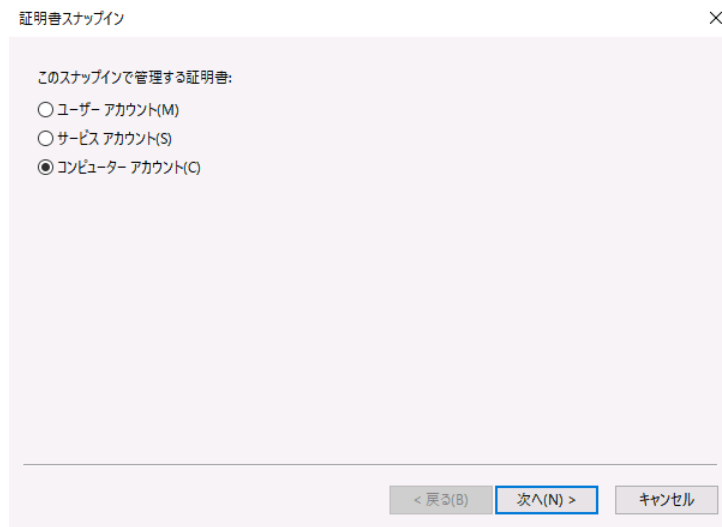 証明書スナップイン
このスナップインで管理する証明書:
ユーザー アカウント(M)
サービス アカウント(S)
コンピューター アカウント(C)
< 戻る(B)
次へ(N) >
キャンセル